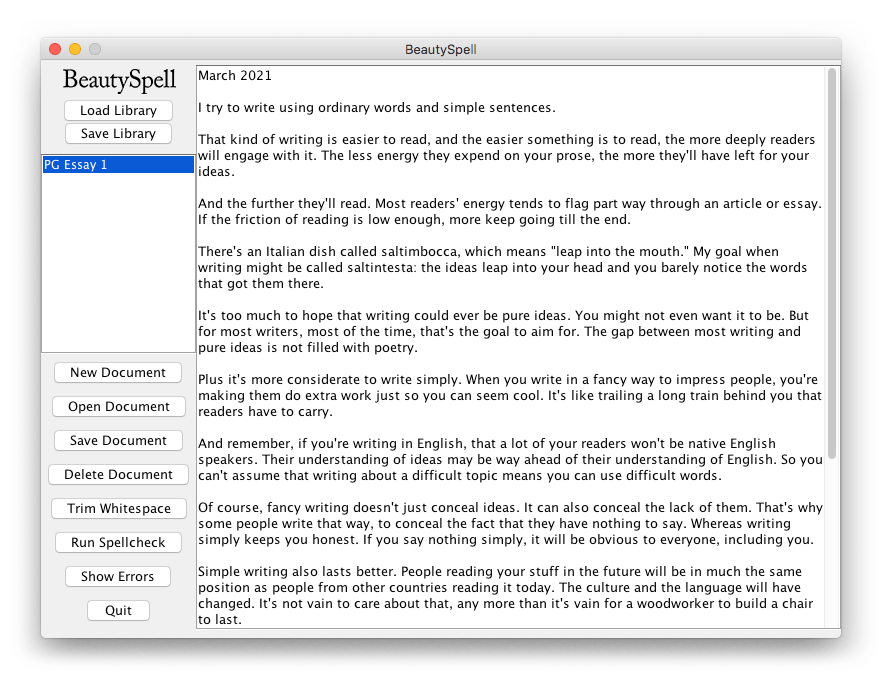 BeautySpell
BeautySpell
Load Library
Save Library
PG Essay 1
New Document
Open Document
Save Document
Delete Document
Trim Whitespace
Run Spellcheck
Show Errors
Quit
March 2021
I try to write using ordinary words and simple sentences.
That kind of writing is easier to read, and the easier something is to read, the more deeply readers
will engage with it. The less energy they expend on your prose, the more they'll have left for your
ideas.
And the further they'll read. Most readers' energy tends to flag part way through an article or essay.
If the friction of reading is low enough, more keep going till the end.
There's an Italian dish called saltimbocca, which means "leap into the mouth." My goal when
writing might be called saltintesta: the ideas leap into your head and you barely notice the words
that got them there.
It's too much to hope that writing could ever be pure ideas. You might not even want it to be. But
for most writers, most of the time, that's the goal to aim for. The gap between most writing and
pure ideas is not filled with poetry.
Plus it's more considerate to write simply. When you write in a fancy way to impress people, you're
making them do extra work just so you can seem cool. It's like trailing a long train behind you that
readers have to carry.
And remember, if you're writing in English, that a lot of your readers won't be native English
speakers. Their understanding of ideas may be way ahead of their understanding of English. So you
can't assume that writing about a difficult topic means you can use difficult words.
Of course, fancy writing doesn't just conceal ideas. It can also conceal the lack of them. That's why
some people write that way, to conceal the fact that they have nothing to say. Whereas writing
simply keeps you honest. If you say nothing simply, it will be obvious to everyone, including you.
Simple writing also lasts better. People reading your stuff in the future will be in much the same
position as people from other countries reading it today. The culture and the language will have
changed. It's not vain to care about that, any more than it's vain for a woodworker to build a chair
to last.